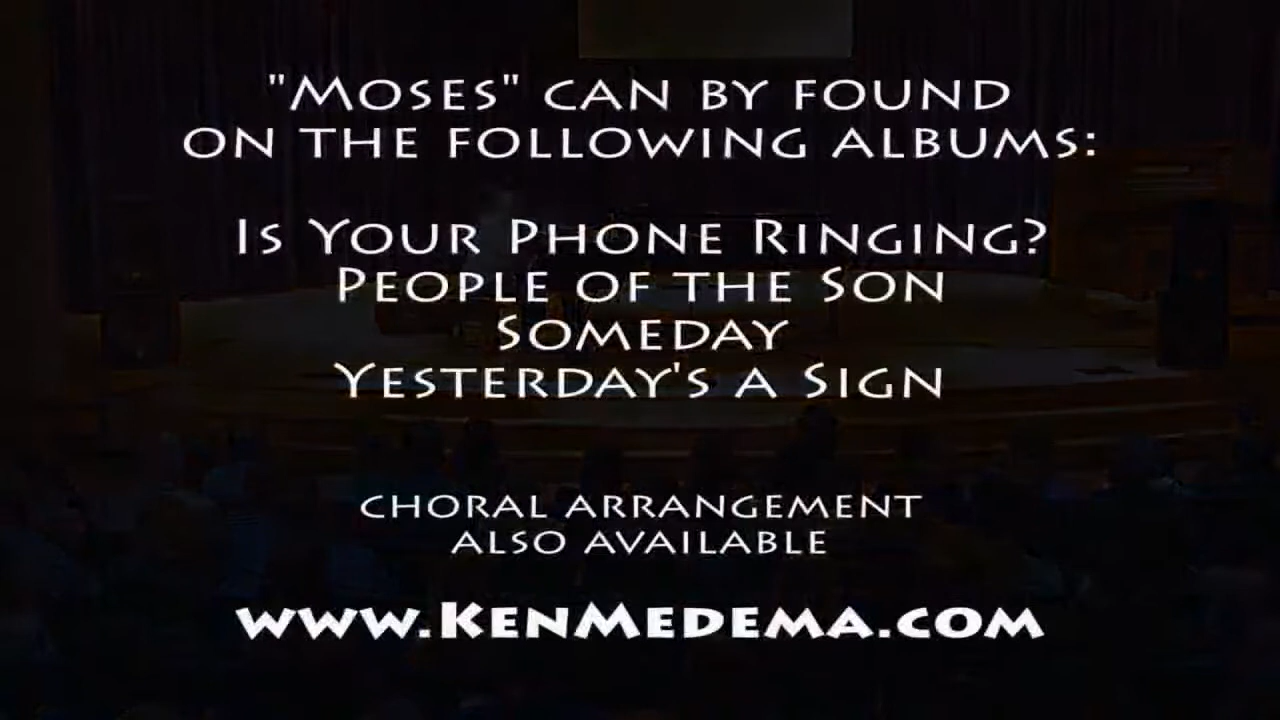 "Moses" can by found
on the following albums:
Is Your Phone Ringing?
People of the Son
Someday
Yesterday's a Sign
choral arrangement
also available
www.KenMedema.com